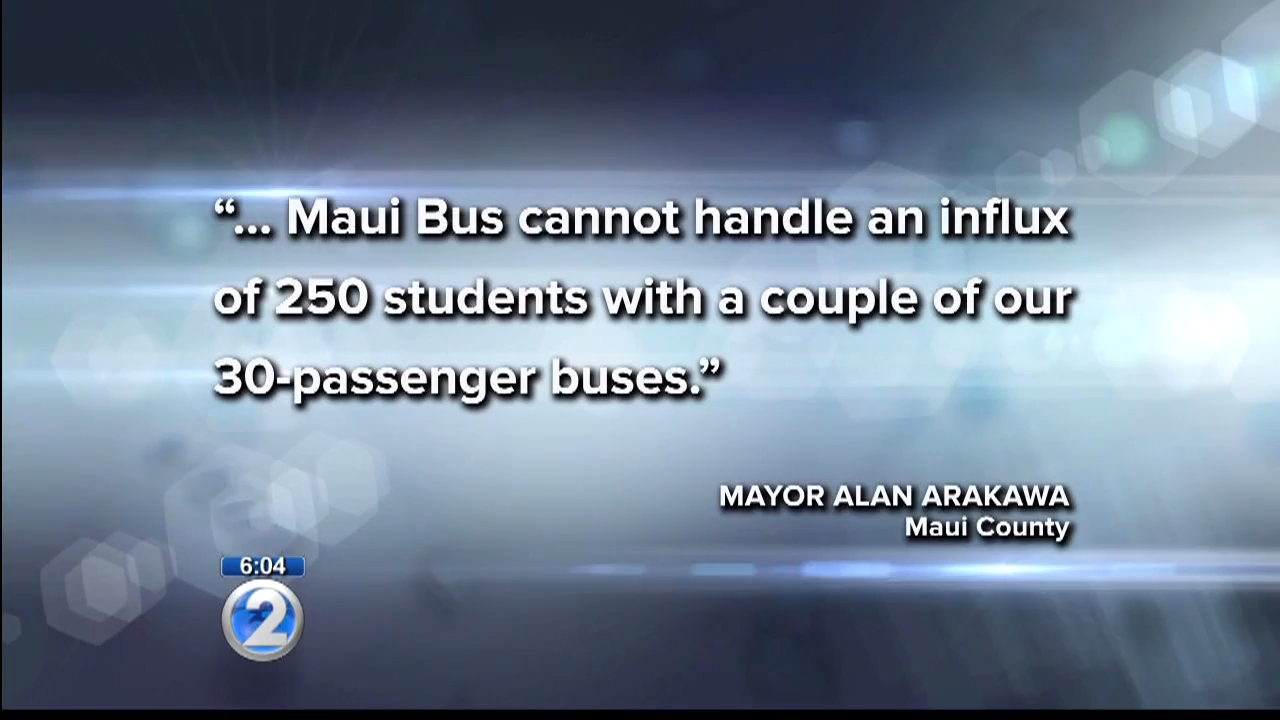 “... Maui Bus cannot handle an influx
of 250 students with a couple of our
30-passenger buses.”
MAYOR ALAN ARAKAWA
Maui County
6:04
2